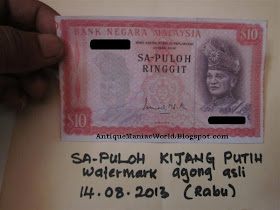 BANK NEGARA MALAYSIA
$10
$10
SA-PULOH
RINGGIT
$10
AntiqueManiacWorld.Blogspot.com
SA-PULOH KIJANG PUTIH
Watermark agong asli
14.08.2013 (Rabu)